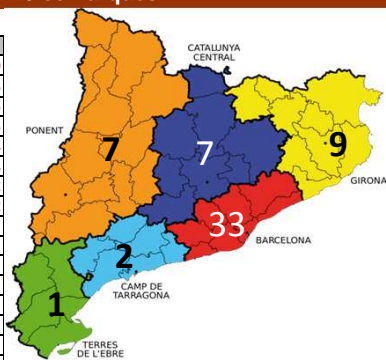 CATALUNYA
CENTRAL
PONENT
7
7
9
GIRONA
33
BARCELONA
2
CAMP DE
TARRAGONA
1
TERRES
DE L'EBRE